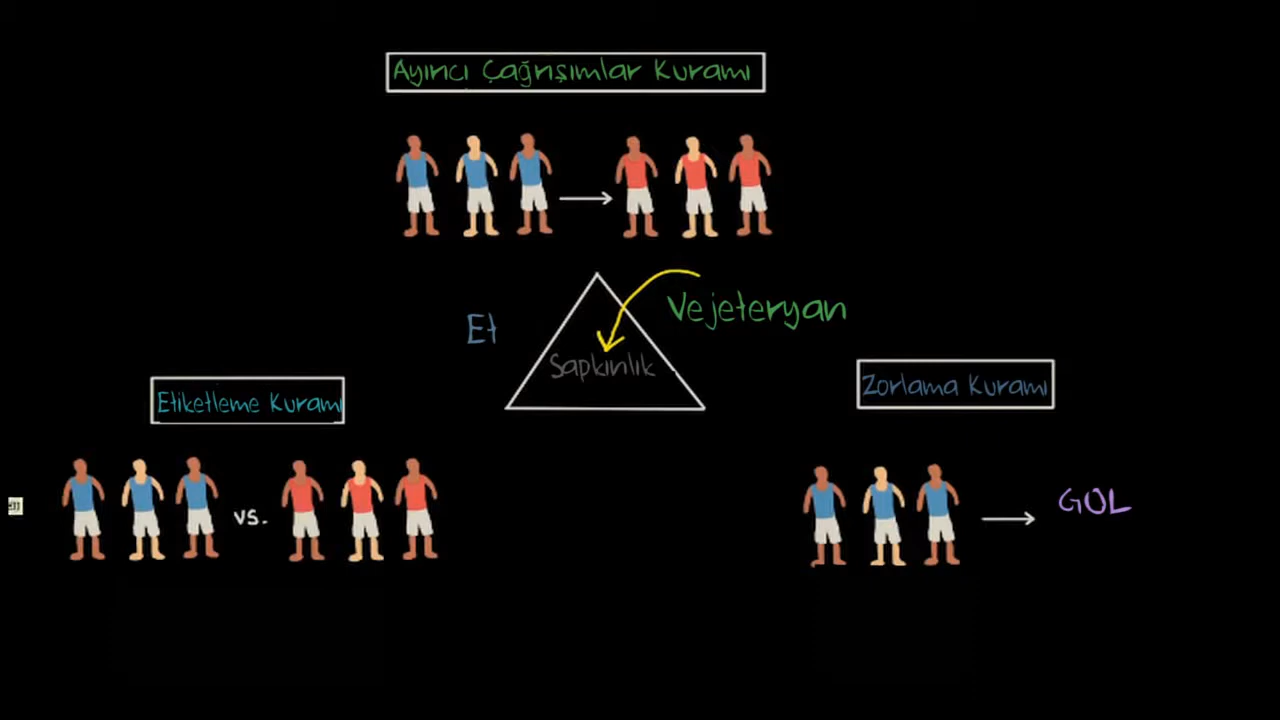 Ayırıcı Çağrışımlar Kuramı
Et
Vejeteryan
Sapkınlık
Etiketleme Kuramı
Zorlama Kuramı
vs.
GOL